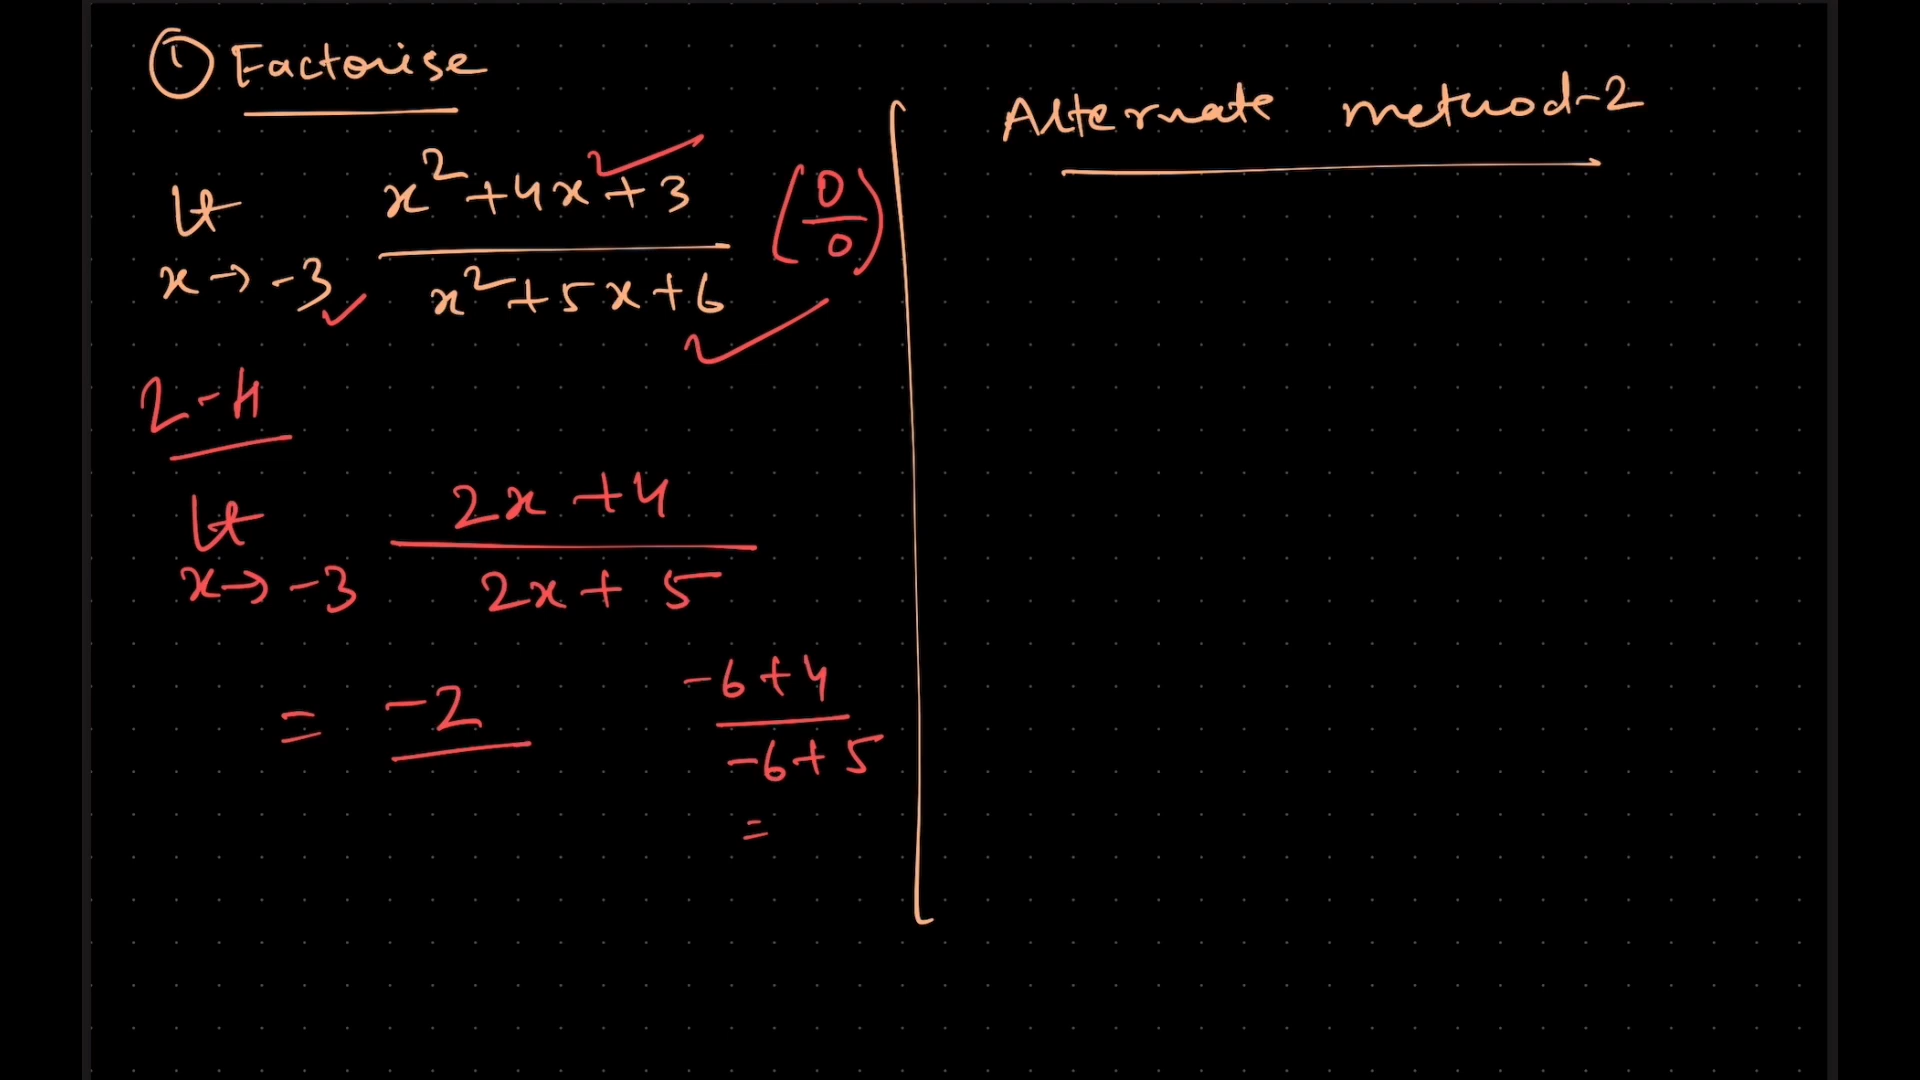 ① Factorise
lt x→-3 (x²+4x+3)/(x²+5x+6) (0/0)
2-H
lt x→-3 (2x+4)/(2x+5)
= -2
(-6+4)/(-6+5)
=
Alternate method-2